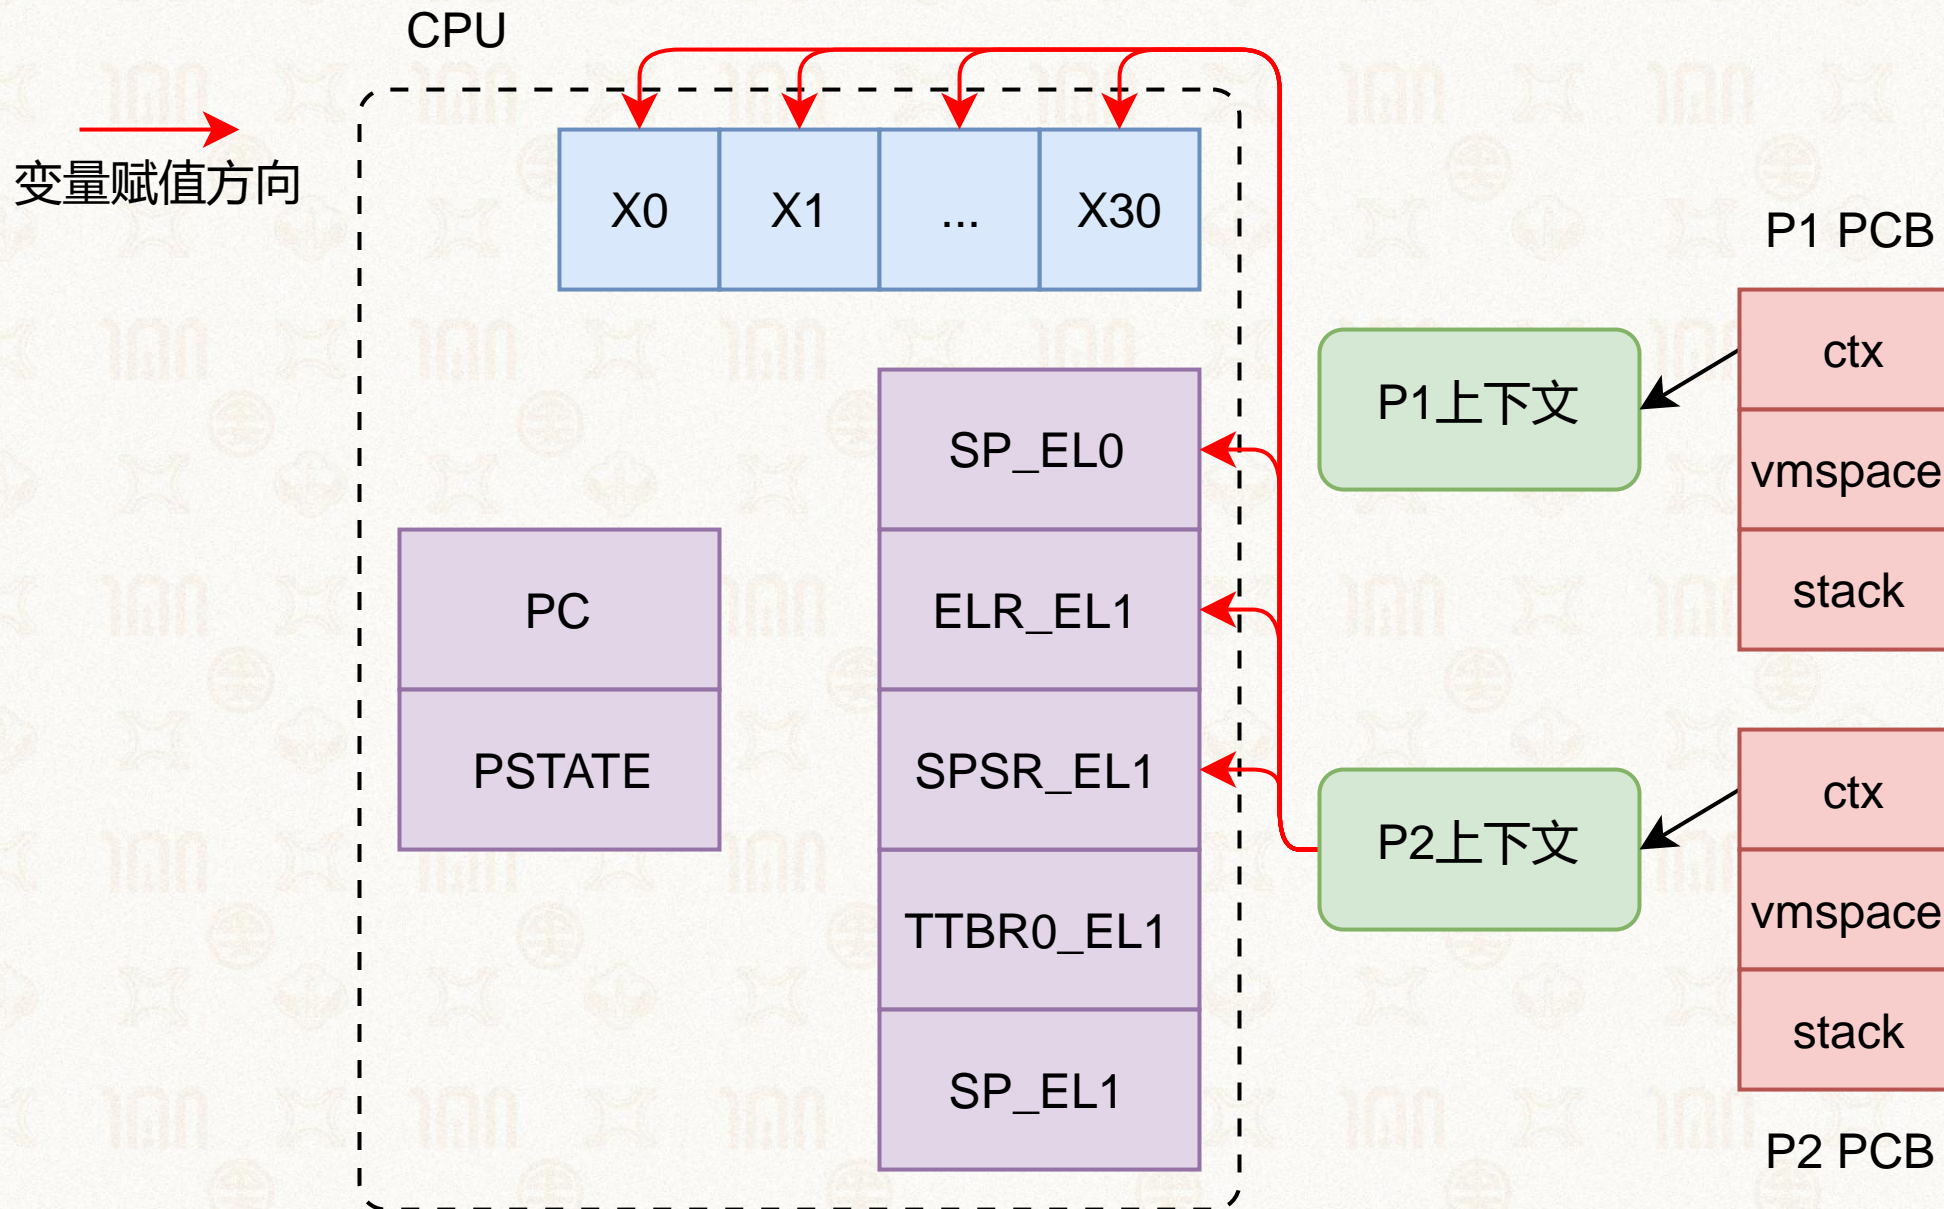 CPU
变量赋值方向
X0
X1
...
X30
P1 PCB
ctx
vmspace
stack
P1上下文
SP_EL0
ELR_EL1
SPSR_EL1
TTBR0_EL1
SP_EL1
PC
PSTATE
P2上下文
ctx
vmspace
stack
P2 PCB